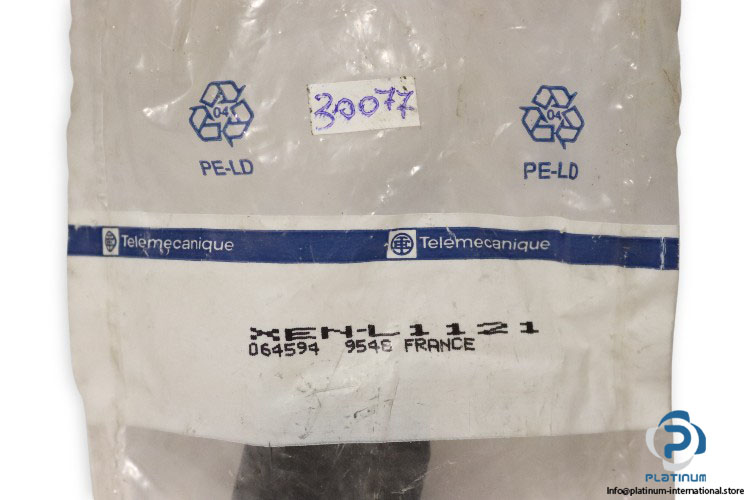 30077
04
04
PE-LD
PE-LD
Telemecanique
Telemecanique
XEN-L1121
064594 9546 FRANCE
PLATINUM
Info@platinum-international.store